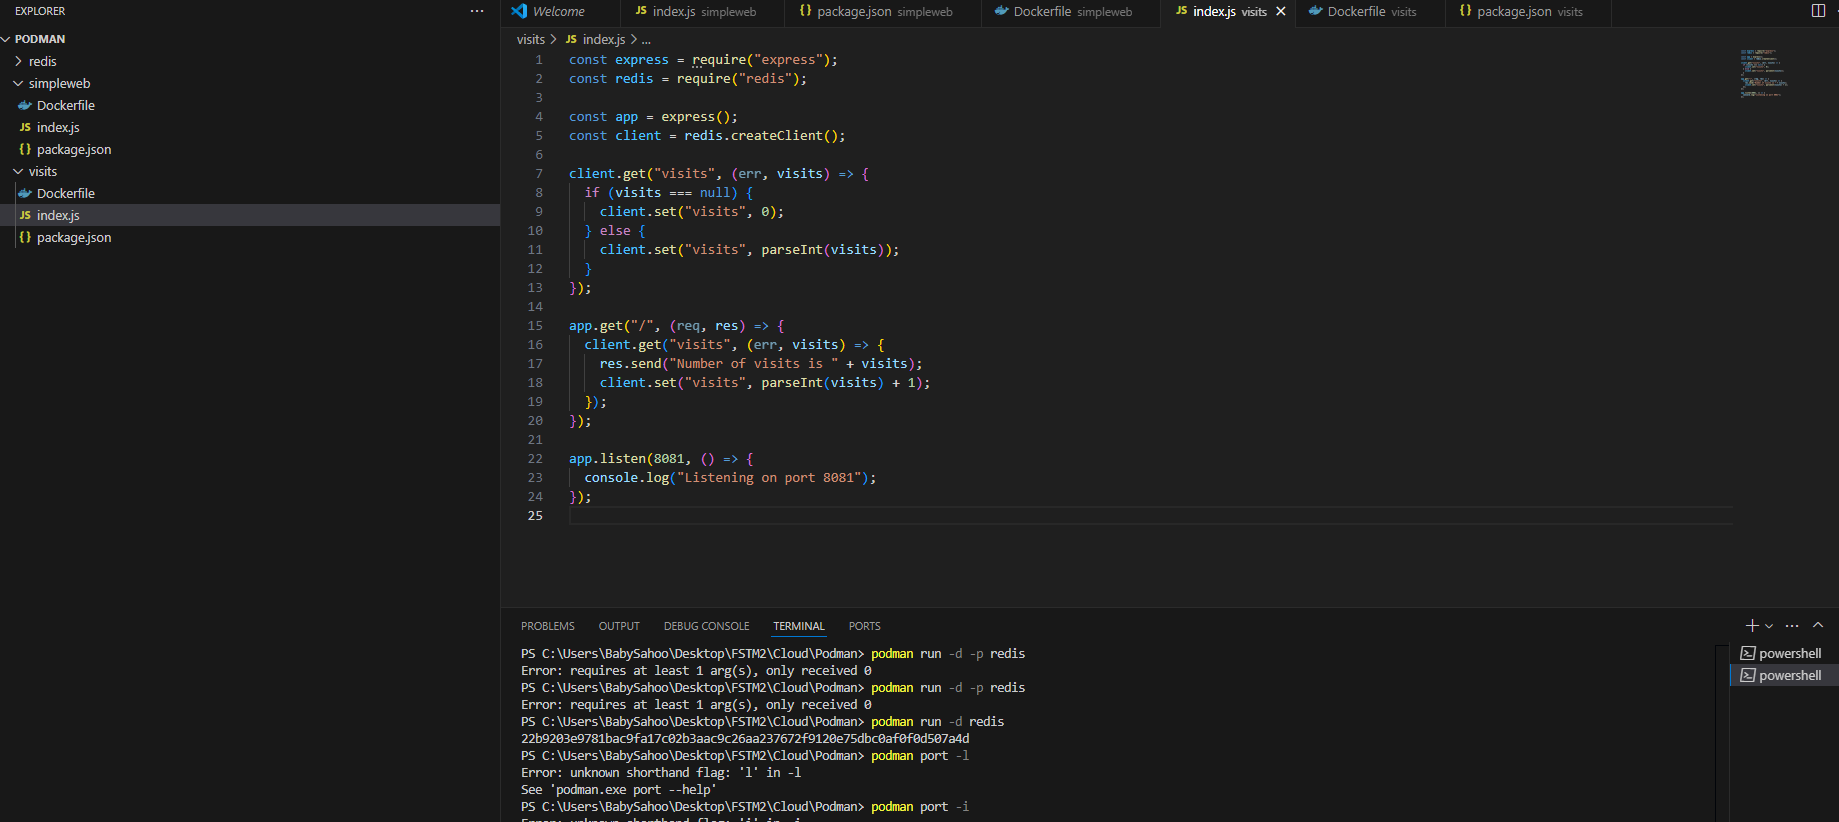 EXPLORER
PODMAN
redis
simpleweb
Dockerfile
JS index.js
{} package.json
visits
Dockerfile
JS index.js
{} package.json
Welcome
JS index.js simpleweb
{} package.json simpleweb
Dockerfile simpleweb
JS index.js visits
Dockerfile visits
{} package.json visits
visits > JS index.js > ...
1 const express = require("express");
2 const redis = require("redis");
3
4 const app = express();
5 const client = redis.createClient();
6
7 client.get("visits", (err, visits) => {
8 if (visits === null) {
9 client.set("visits", 0);
10 } else {
11 client.set("visits", parseInt(visits));
12 }
13 });
14
15 app.get("/", (req, res) => {
16 client.get("visits", (err, visits) => {
17 res.send("Number of visits is " + visits);
18 client.set("visits", parseInt(visits) + 1);
19 });
20 });
21
22 app.listen(8081, () => {
23 console.log("Listening on port 8081");
24 });
25
PROBLEMS OUTPUT DEBUG CONSOLE TERMINAL PORTS
PS C:\Users\BabySahoo\Desktop\FSTM2\Cloud\Podman> podman run -d -p redis
Error: requires at least 1 arg(s), only received 0
PS C:\Users\BabySahoo\Desktop\FSTM2\Cloud\Podman> podman run -d -p redis
Error: requires at least 1 arg(s), only received 0
PS C:\Users\BabySahoo\Desktop\FSTM2\Cloud\Podman> podman run -d redis
22b9203e9781bac9fa17c02b3aac9c26aa237672f9120e75dbc0af0f0d507a4d
PS C:\Users\BabySahoo\Desktop\FSTM2\Cloud\Podman> podman port -l
Error: unknown shorthand flag: 'l' in -l
See 'podman.exe port --help'
PS C:\Users\BabySahoo\Desktop\FSTM2\Cloud\Podman> podman port -i
powershell
powershell